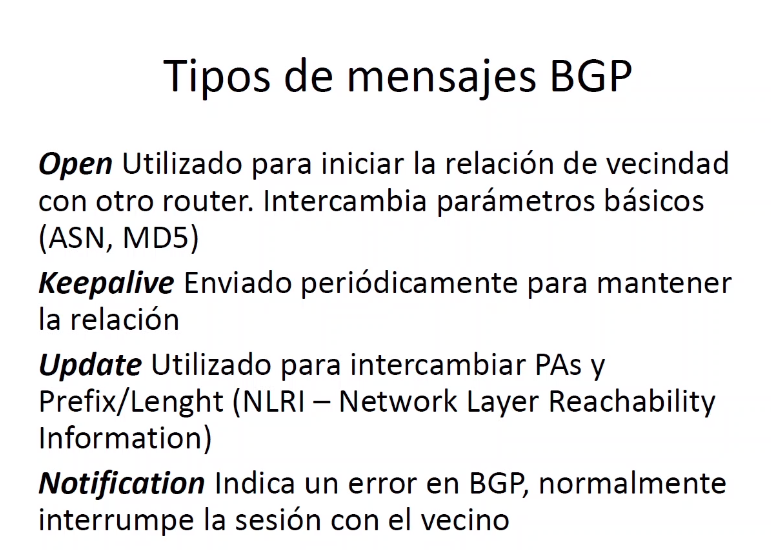 Tipos de mensajes BGP
Open Utilizado para iniciar la relación de vecindad
con otro router. Intercambia parámetros básicos
(ASN, MD5)
Keepalive Enviado periódicamente para mantener
la relación
Update Utilizado para intercambiar PAs y
Prefix/Lenght (NLRI – Network Layer Reachability
Information)
Notification Indica un error en BGP, normalmente
interrumpe la sesión con el vecino